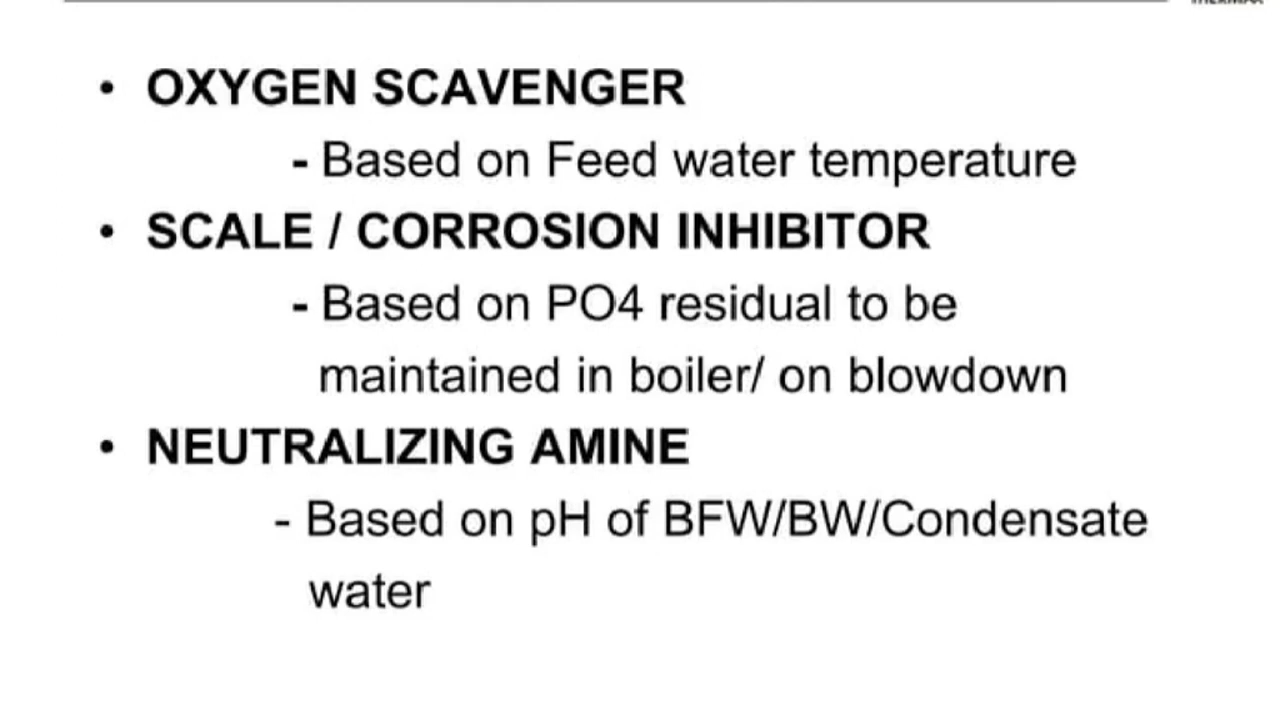 • OXYGEN SCAVENGER
- Based on Feed water temperature
• SCALE / CORROSION INHIBITOR
- Based on PO4 residual to be
maintained in boiler/ on blowdown
• NEUTRALIZING AMINE
- Based on pH of BFW/BW/Condensate
water